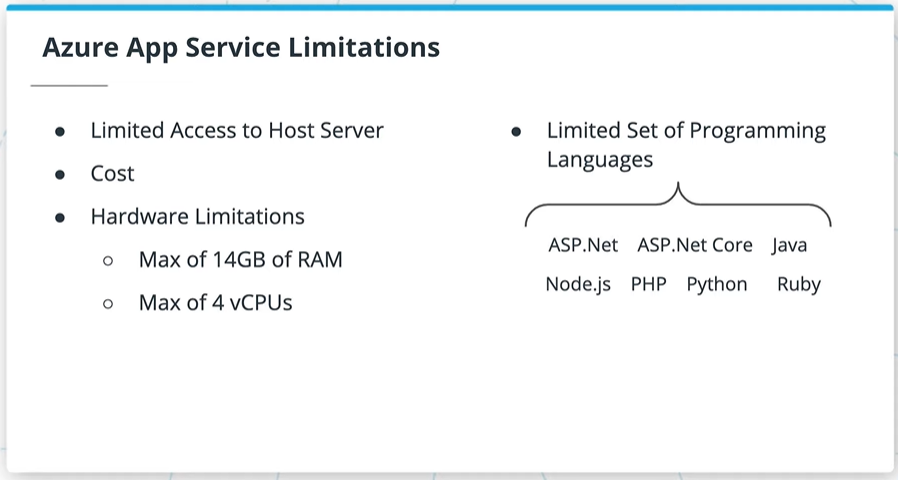 Azure App Service Limitations
● Limited Access to Host Server
● Cost
● Hardware Limitations
○ Max of 14GB of RAM
○ Max of 4 vCPUs
● Limited Set of Programming
Languages
ASP.Net ASP.Net Core Java
Node.js PHP Python Ruby